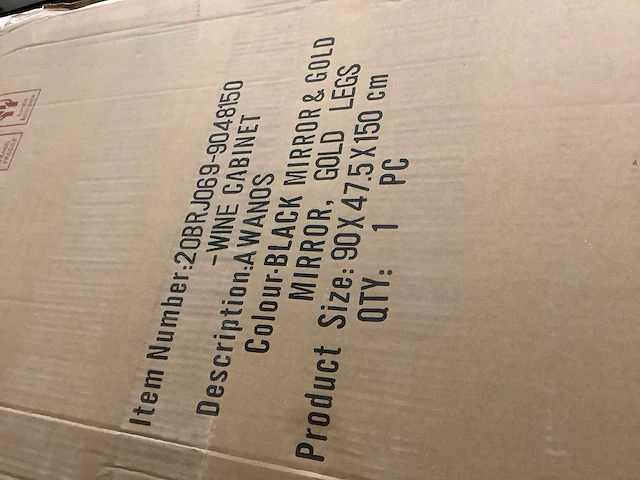 Item Number:20BRJ069-9048150
-WINE CABINET
Description:AWANOS
Colour:BLACK MIRROR & GOLD
MIRROR, GOLD LEGS
Product Size: 90X47.5X150 cm
QTY: 1 PC